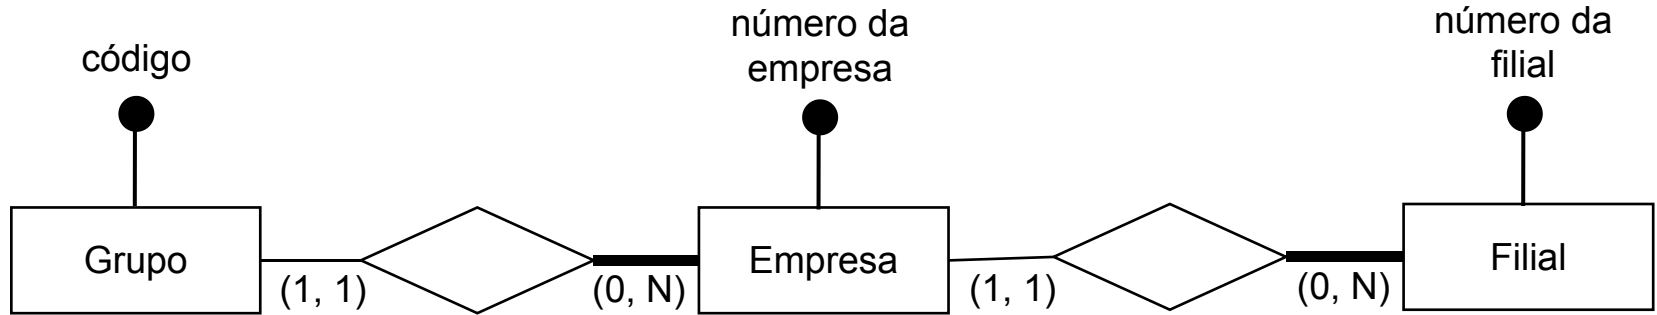 código
número da
empresa
número da
filial
Grupo
(1, 1)
(0, N)
Empresa
(1, 1)
(0, N)
Filial